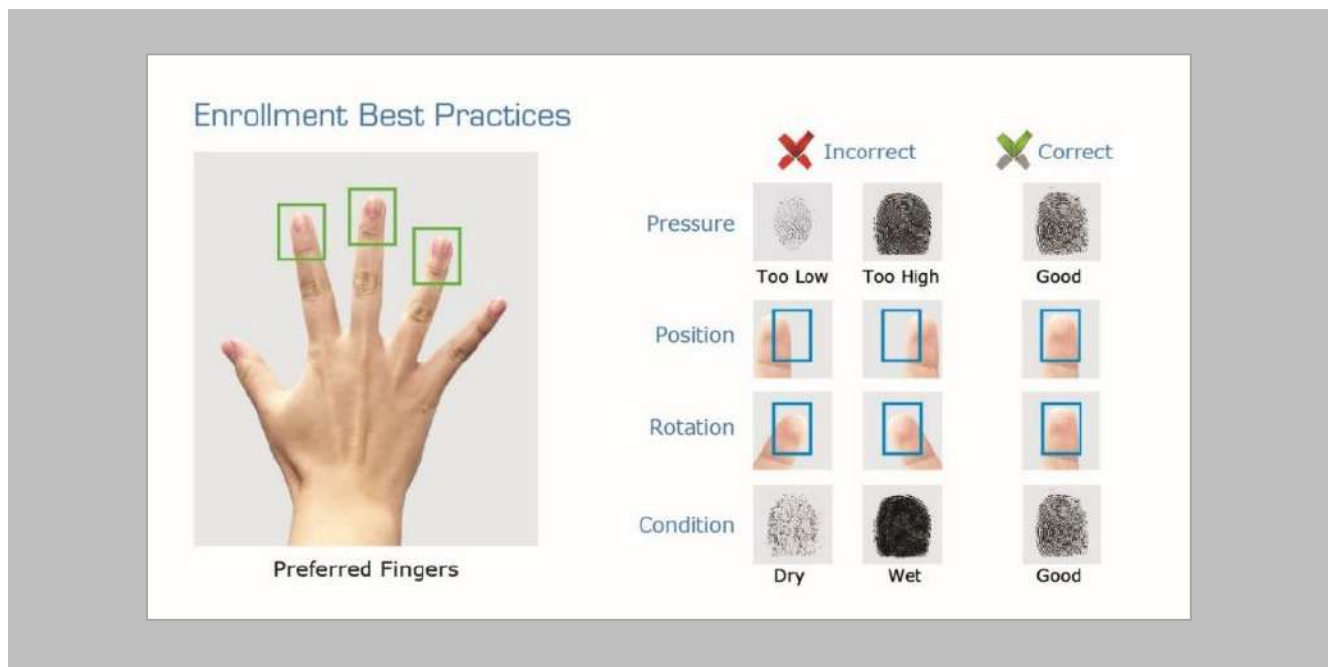 Enrollment Best Practices
Preferred Fingers
Incorrect Correct
Pressure
Too Low Too High Good
Position
Rotation
Condition
Dry Wet Good